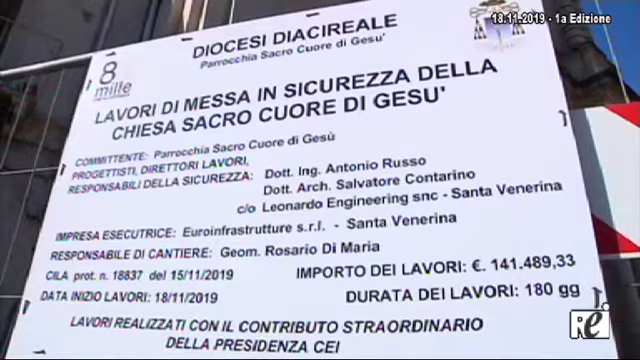 18.11.2019 - 1a Edizione
DIOCESI DIACIREALE
Parrocchia Sacro Cuore di Gesu'
8
mille
LAVORI DI MESSA IN SICUREZZA DELLA
CHIESA SACRO CUORE DI GESU'
COMMITTENTE: Parrocchia Sacro Cuore di Gesù
PROGETTISTI, DIRETTORI LAVORI,
RESPONSABILI DELLA SICUREZZA: Dott. Ing. Antonio Russo
Dott. Arch. Salvatore Contarino
c/o Leonardo Engineering snc - Santa Venerina
IMPRESA ESECUTRICE: Euroinfrastrutture s.r.l. - Santa Venerina
RESPONSABILE DI CANTIERE: Geom. Rosario Di Maria
CILA prot. n. 18837 del 15/11/2019 IMPORTO DEI LAVORI: €. 141.489,33
DATA INIZIO LAVORI: 18/11/2019 DURATA DEI LAVORI: 180 gg
LAVORI REALIZZATI CON IL CONTRIBUTO STRAORDINARIO
DELLA PRESIDENZA CEI